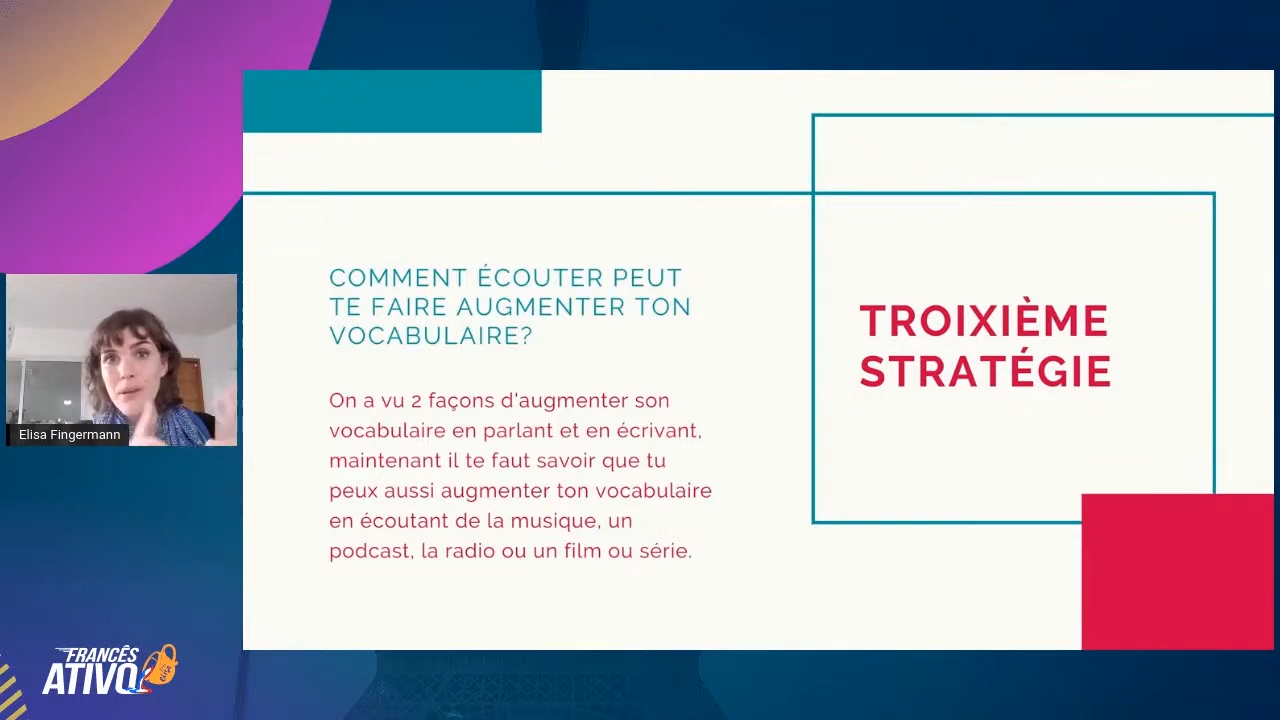 COMMENT ÉCOUTER PEUT
TE FAIRE AUGMENTER TON
VOCABULAIRE?
On a vu 2 façons d'augmenter son
vocabulaire en parlant et en écrivant,
maintenant il te faut savoir que tu
peux aussi augmenter ton vocabulaire
en écoutant de la musique, un
podcast, la radio ou un film ou série.
TROIXIÈME
STRATÉGIE
Elisa Fingermann
FRANCÊS
ATIVO
elisa